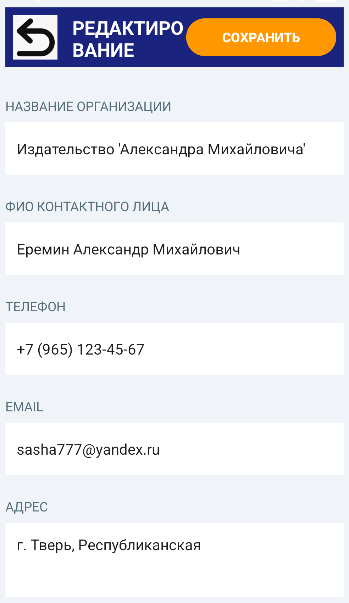 РЕДАКТИРО
ВАНИЕ
СОХРАНИТЬ
НАЗВАНИЕ ОРГАНИЗАЦИИ
Издательство 'Александра Михайловича'
ФИО КОНТАКТНОГО ЛИЦА
Еремин Александр Михайлович
ТЕЛЕФОН
+7 (965) 123-45-67
EMAIL
sasha777@yandex.ru
АДРЕС
г. Тверь, Республиканская